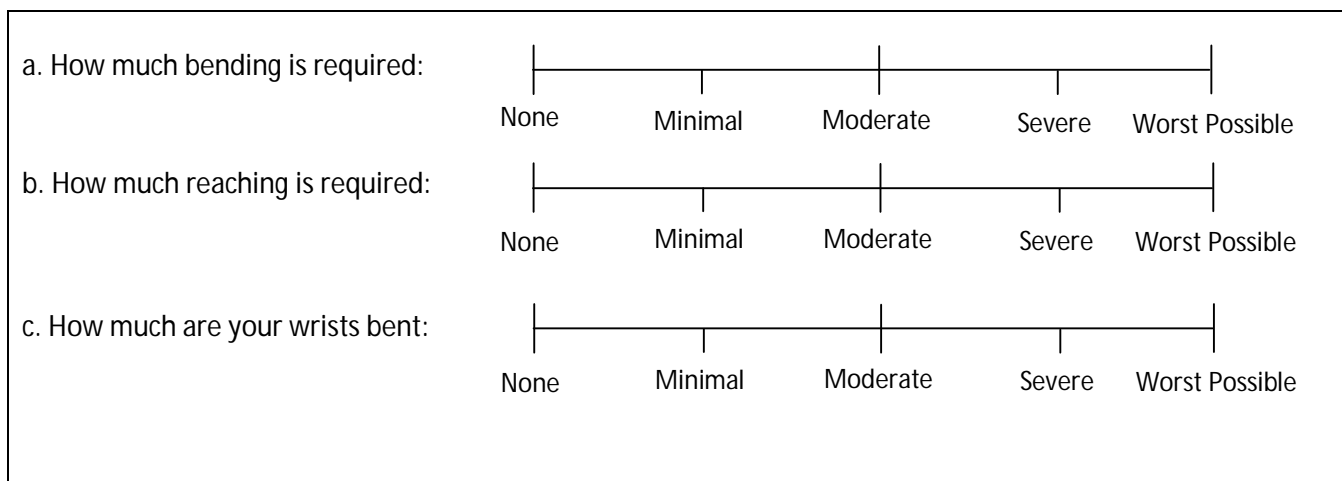 a. How much bending is required:
None Minimal Moderate Severe Worst Possible
b. How much reaching is required:
None Minimal Moderate Severe Worst Possible
c. How much are your wrists bent:
None Minimal Moderate Severe Worst Possible